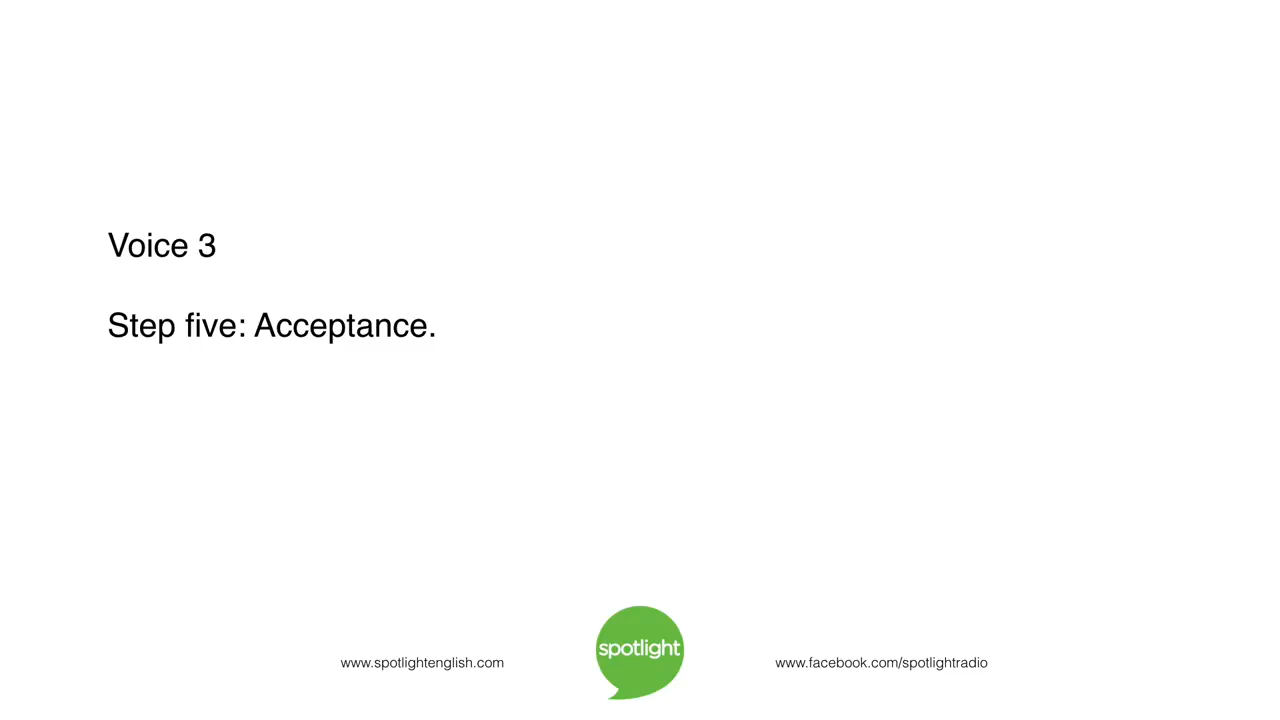 Voice 3
Step five: Acceptance.
www.spotlightenglish.com
spotlight
www.facebook.com/spotlightradio